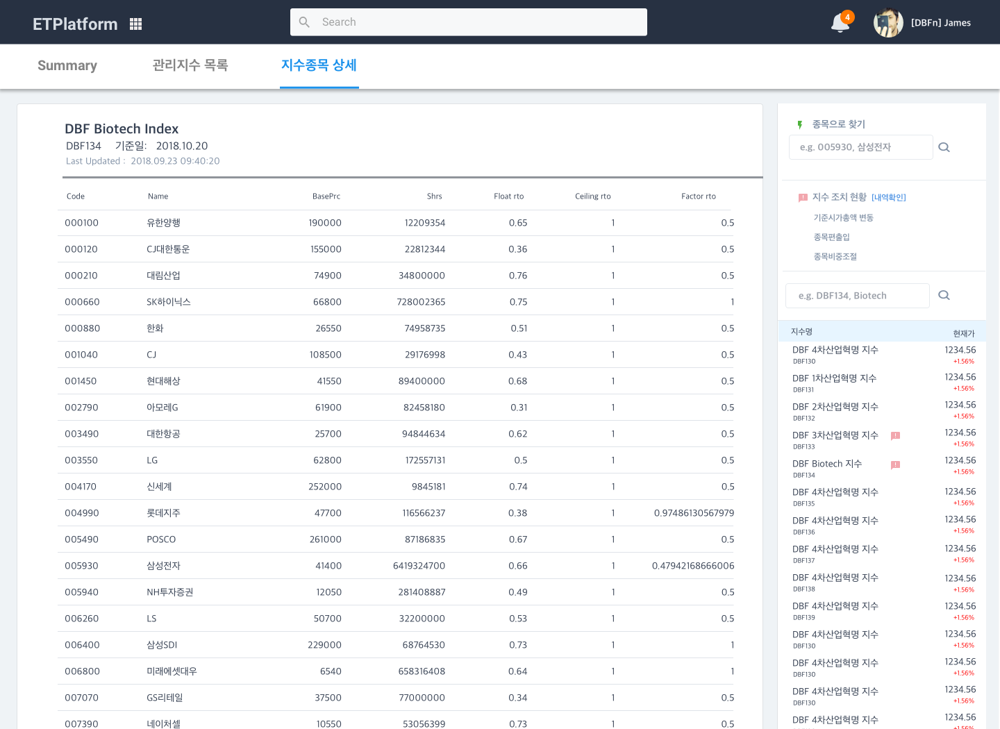 ETPlatform
Search
4
[DBFn] James
Summary 관리지수 목록 지수종목 상세
DBF Biotech Index
DBF134 기준일: 2018.10.20
Last Updated : 2018.09.23 09:40:20
Code Name BasePrc Shrs Float rto Ceiling rto Factor rto
000100 유한양행 190000 12209354 0.65 1 0.5
000120 CJ대한통운 155000 22812344 0.36 1 0.5
000210 대림산업 74900 34800000 0.76 1 0.5
000660 SK하이닉스 66800 728002365 0.75 1 1
000880 한화 26550 74958735 0.51 1 0.5
001040 CJ 108500 29176998 0.43 1 0.5
001450 현대해상 41550 89400000 0.68 1 0.5
002790 아모레G 61900 82458180 0.31 1 0.5
003490 대한항공 25700 94844634 0.62 1 0.5
003550 LG 62800 172557131 0.5 1 0.5
004170 신세계 252000 9845181 0.74 1 0.5
004990 롯데지주 47700 116566237 0.38 1 0.97486130567979
005490 POSCO 261000 87186835 0.67 1 0.5
005930 삼성전자 41400 6419324700 0.66 1 0.47942168666006
005940 NH투자증권 12050 281408887 0.49 1 0.5
006260 LS 50700 32200000 0.53 1 0.5
006400 삼성SDI 229000 68764530 0.73 1 1
006800 미래에셋대우 6540 658316408 0.64 1 1
007070 GS리테일 37500 77000000 0.34 1 0.5
007390 네이처셀 10550 53056399 0.73 1 0.5
종목으로 찾기
e.g. 005930, 삼성전자
지수 조치 현황 [내역확인]
기준시가총액 변동
종목편출입
종목비중조절
e.g. DBF134, Biotech
지수명 현재가
DBF 4차산업혁명 지수 1234.56
DBF130 +1.56%
DBF 1차산업혁명 지수 1234.56
DBF131 +1.56%
DBF 2차산업혁명 지수 1234.56
DBF132 +1.56%
DBF 3차산업혁명 지수 1234.56
DBF133 +1.56%
DBF Biotech 지수 1234.56
DBF134 +1.56%
DBF 4차산업혁명 지수 1234.56
DBF135 +1.56%
DBF 4차산업혁명 지수 1234.56
DBF136 +1.56%
DBF 4차산업혁명 지수 1234.56
DBF137 +1.56%
DBF 4차산업혁명 지수 1234.56
DBF138 +1.56%
DBF 4차산업혁명 지수 1234.56
DBF139 +1.56%
DBF 4차산업혁명 지수 1234.56
DBF130 +1.56%
DBF 4차산업혁명 지수 1234.56
DBF130 +1.56%
DBF 4차산업혁명 지수 1234.56
DBF130 +1.56%
DBF 4차산업혁명 지수 1234.56
+1.56%